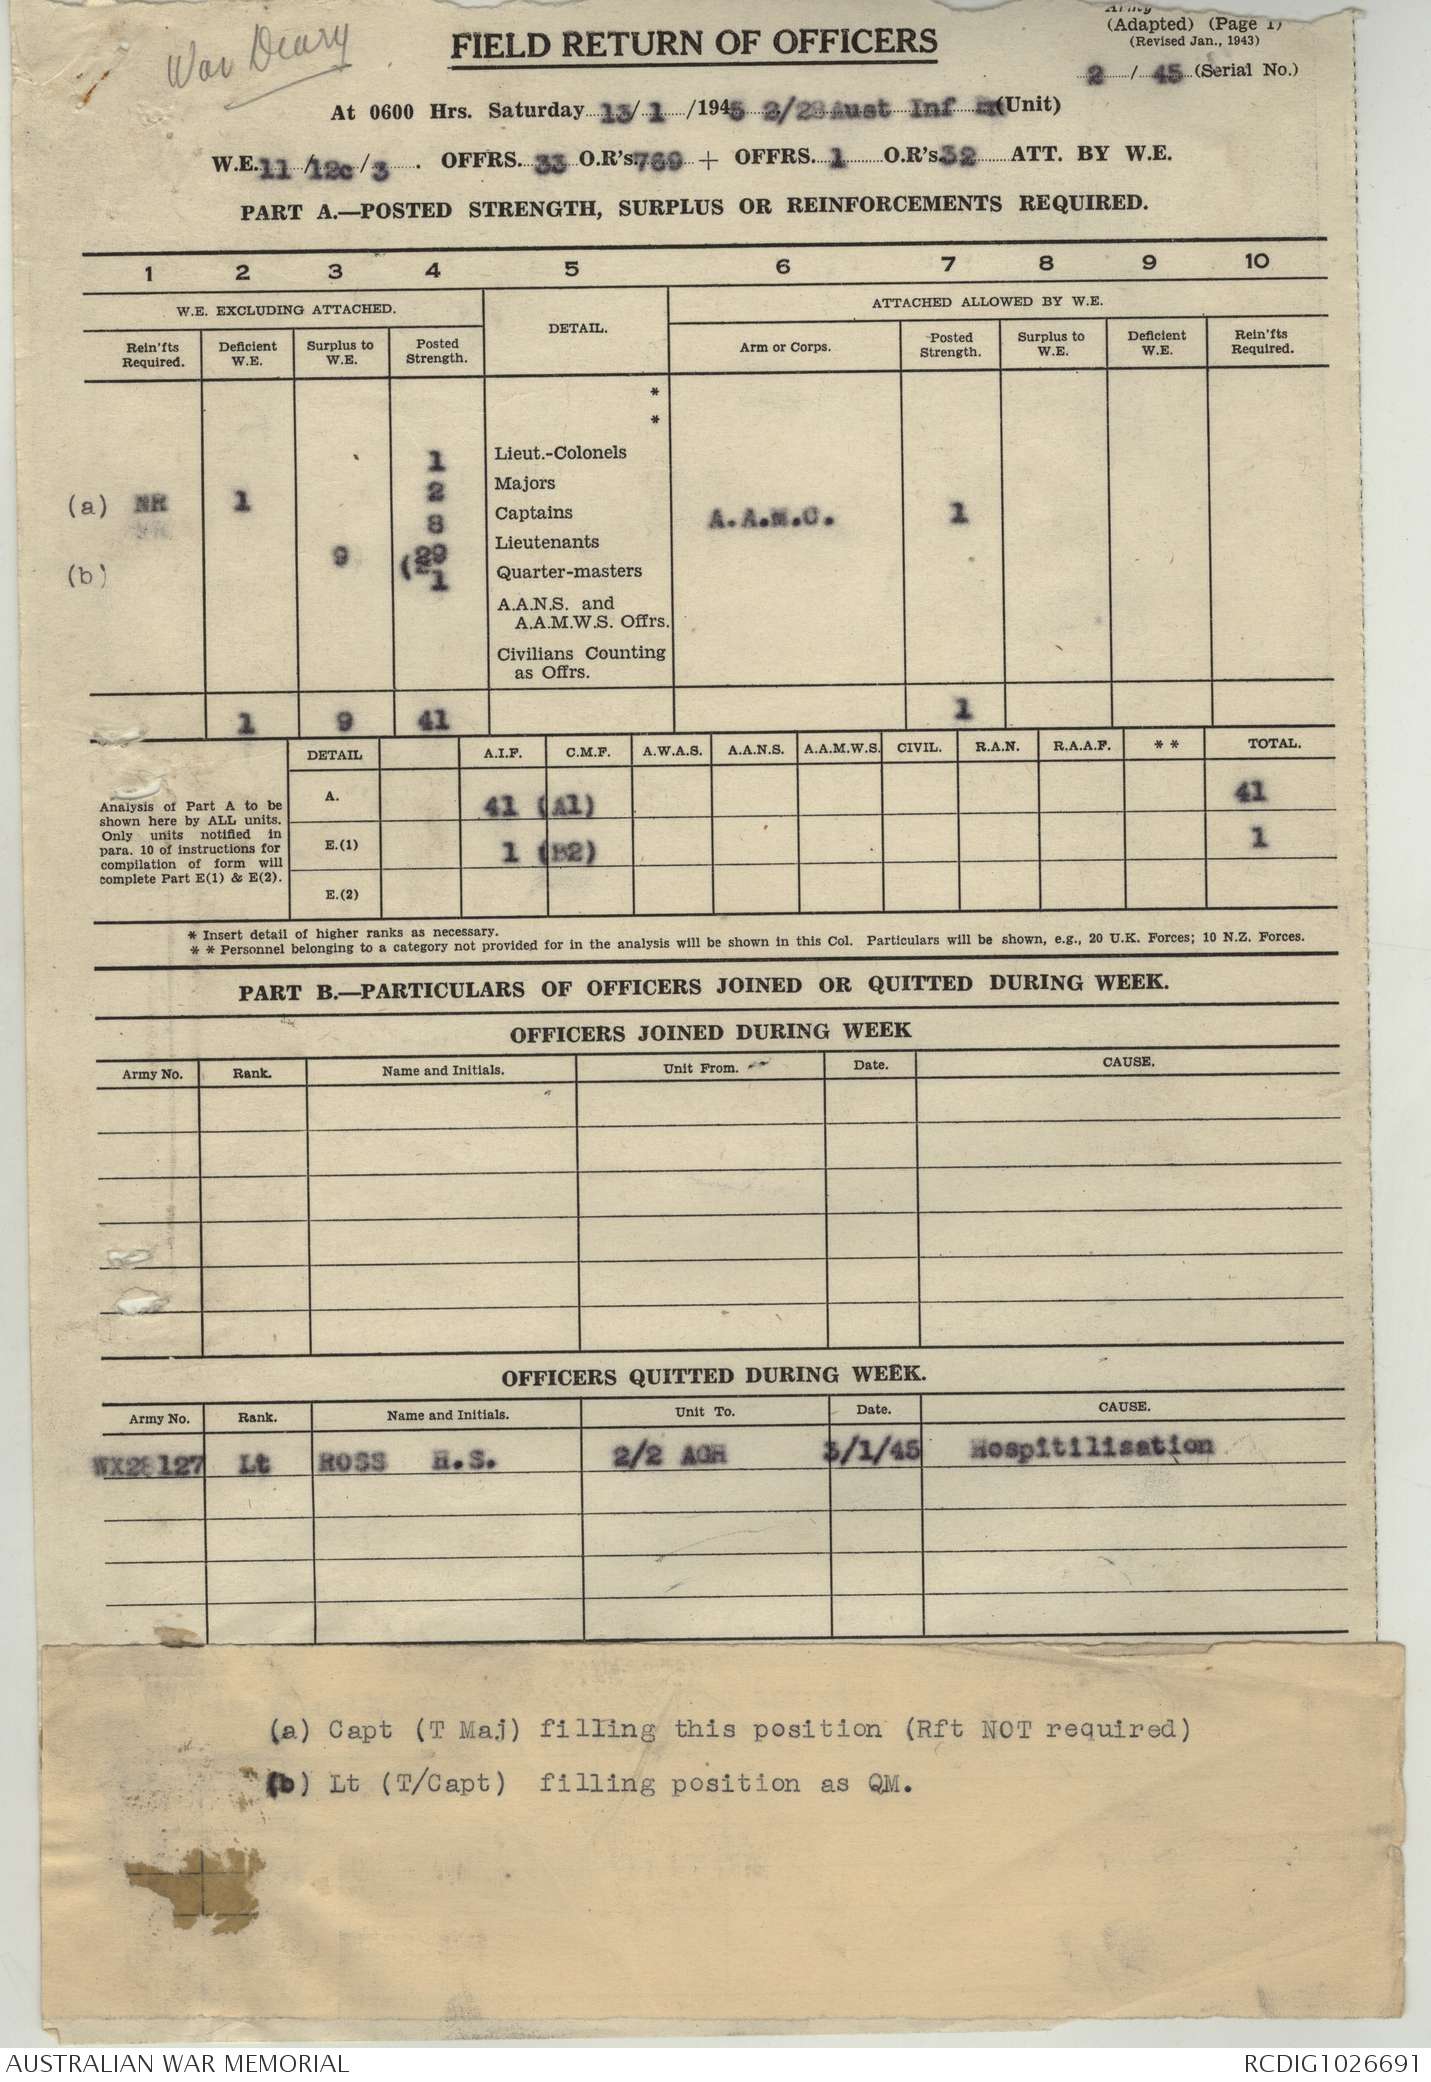 War Deary
Army
(Adapted) (Page 1)
(Revised Jan., 1943)
FIELD RETURN OF OFFICERS
2 / 45 (Serial No.)
At 0600 Hrs. Saturday 13/ 1 /1945 2/28 Aust Inf (Unit)
W.E. 11 /12c /3 . OFFRS. 33 O.R's. 769 + OFFRS. 1 O.R's 32 ATT. BY W.E.
PART A.—POSTED STRENGTH, SURPLUS OR REINFORCEMENTS REQUIRED.
1 2 3 4 5 6 7 8 9 10
W.E. EXCLUDING ATTACHED. DETAIL. ATTACHED ALLOWED BY W.E.
Rein'fts Required. Deficient W.E. Surplus to W.E. Posted Strength. Arm or Corps. Posted Strength. Surplus to W.E. Deficient W.E. Rein'fts Required.
*
*
1 Lieut.-Colonels
(a) NR 1 2 Majors
8 Captains A.A.M.C. 1
9 (29 Lieutenants
(b) 1 Quarter-masters
A.A.N.S. and
A.A.M.W.S. Offrs.
Civilians Counting
as Offrs.
1 9 41 1
DETAIL A.I.F. C.M.F. A.W.A.S. A.A.N.S. A.A.M.W.S. CIVIL. R.A.N. R.A.A.F. * * TOTAL.
Analysis of Part A to be
shown here by ALL units.
Only units notified in
para. 10 of instructions for
compilation of form will
complete Part E(1) & E(2).
A. 41 (A1) 41
E.(1) 1 (B2) 1
E.(2)
* Insert detail of higher ranks as necessary.
* * Personnel belonging to a category not provided for in the analysis will be shown in this Col. Particulars will be shown, e.g., 20 U.K. Forces; 10 N.Z. Forces.
PART B.—PARTICULARS OF OFFICERS JOINED OR QUITTED DURING WEEK.
OFFICERS JOINED DURING WEEK
Army No. Rank. Name and Initials. Unit From. Date. CAUSE.
OFFICERS QUITTED DURING WEEK.
Army No. Rank. Name and Initials. Unit To. Date. CAUSE.
WX28127 Lt ROSS H.S. 2/2 AGH 3/1/45 Hospitilisation
(a) Capt (T Maj) filling this position (Rft NOT required)
(b) Lt (T/Capt) filling position as QM.
AUSTRALIAN WAR MEMORIAL
RCDIG1026691